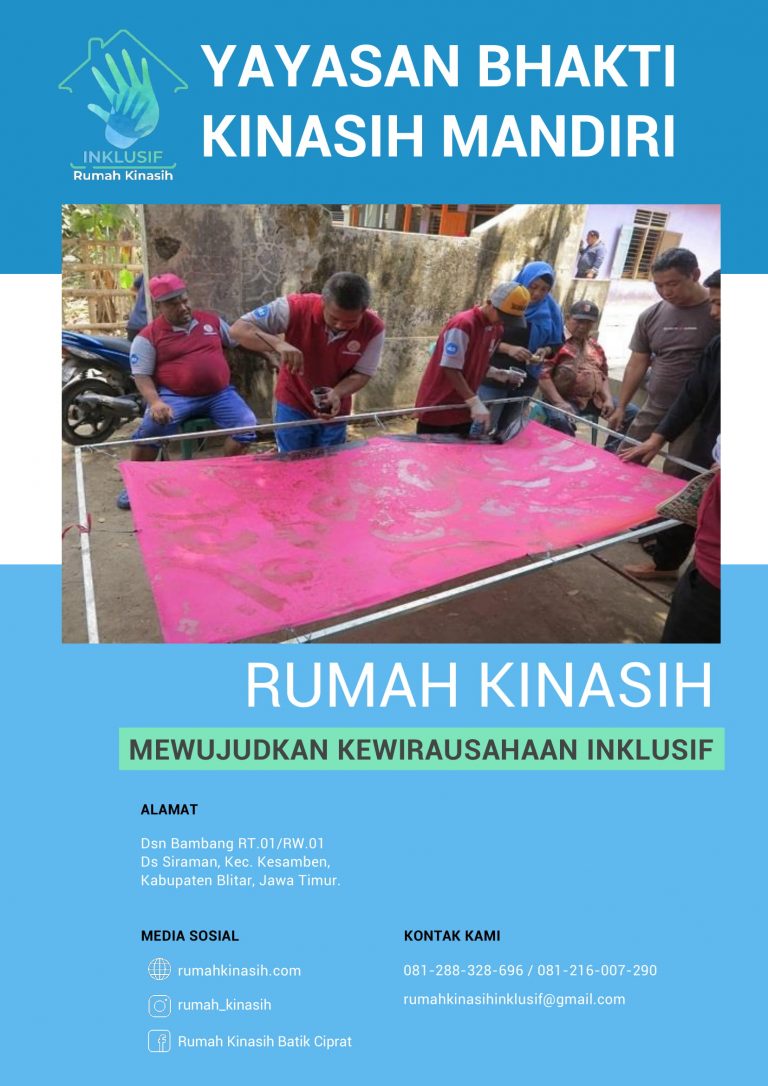 INKLUSIF
Rumah Kinasih
YAYASAN BHAKTI
KINASIH MANDIRI
RUMAH KINASIH
MEWUJUDKAN KEWIRAUSAHAAN INKLUSIF
ALAMAT
Dsn Bambang RT.01/RW.01
Ds Siraman, Kec. Kesamben,
Kabupaten Blitar, Jawa Timur.
MEDIA SOSIAL
rumahkinasih.com
rumah_kinasih
Rumah Kinasih Batik Ciprat
KONTAK KAMI
081-288-328-696 / 081-216-007-290
rumahkinasihinklusif@gmail.com